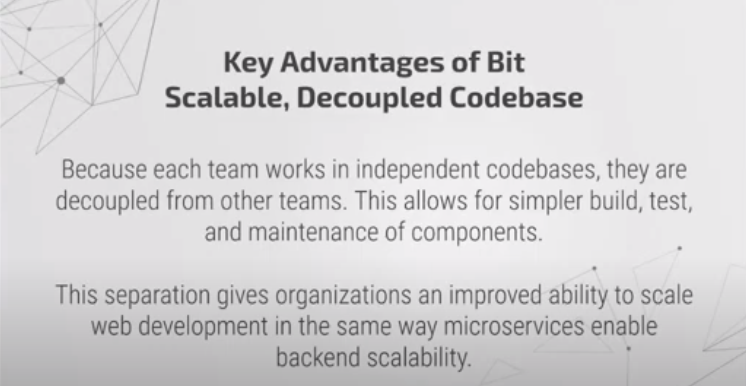 Key Advantages of Bit
Scalable, Decoupled Codebase
Because each team works in independent codebases, they are
decoupled from other teams. This allows for simpler build, test,
and maintenance of components.
This separation gives organizations an improved ability to scale
web development in the same way microservices enable
backend scalability.